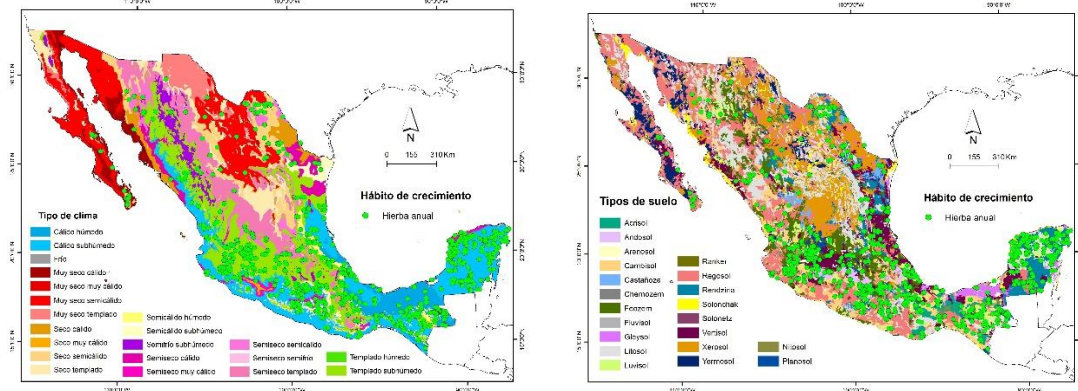 N
0 155 310 Km
Hábito de crecimiento
Hierba anual
Tipo de clima
Cálido húmedo
Cálido subhúmedo
Frío
Muy seco cálido
Muy seco muy cálido
Muy seco semicálido
Muy seco templado
Seco cálido
Seco muy cálido
Seco semicálido
Seco templado
Semicálido húmedo
Semicálido subhúmedo
Semifrío subhúmedo
Semiseco cálido
Semiseco muy cálido
Semiseco semicálido
Semiseco semifrío
Semiseco templado
Templado húmedo
Templado subhúmedo
N
0 155 310 Km
Hábito de crecimiento
Hierba anual
Tipos de suelo
Acrisol
Andosol
Arenosol
Cambisol
Castañoze
Chernozem
Feozem
Fluvisol
Gleysol
Litosol
Luvisol
Ranker
Regosol
Rendzina
Solonchak
Solonetz
Vertisol
Xerosol
Yermosol
Nitosol
Planosol